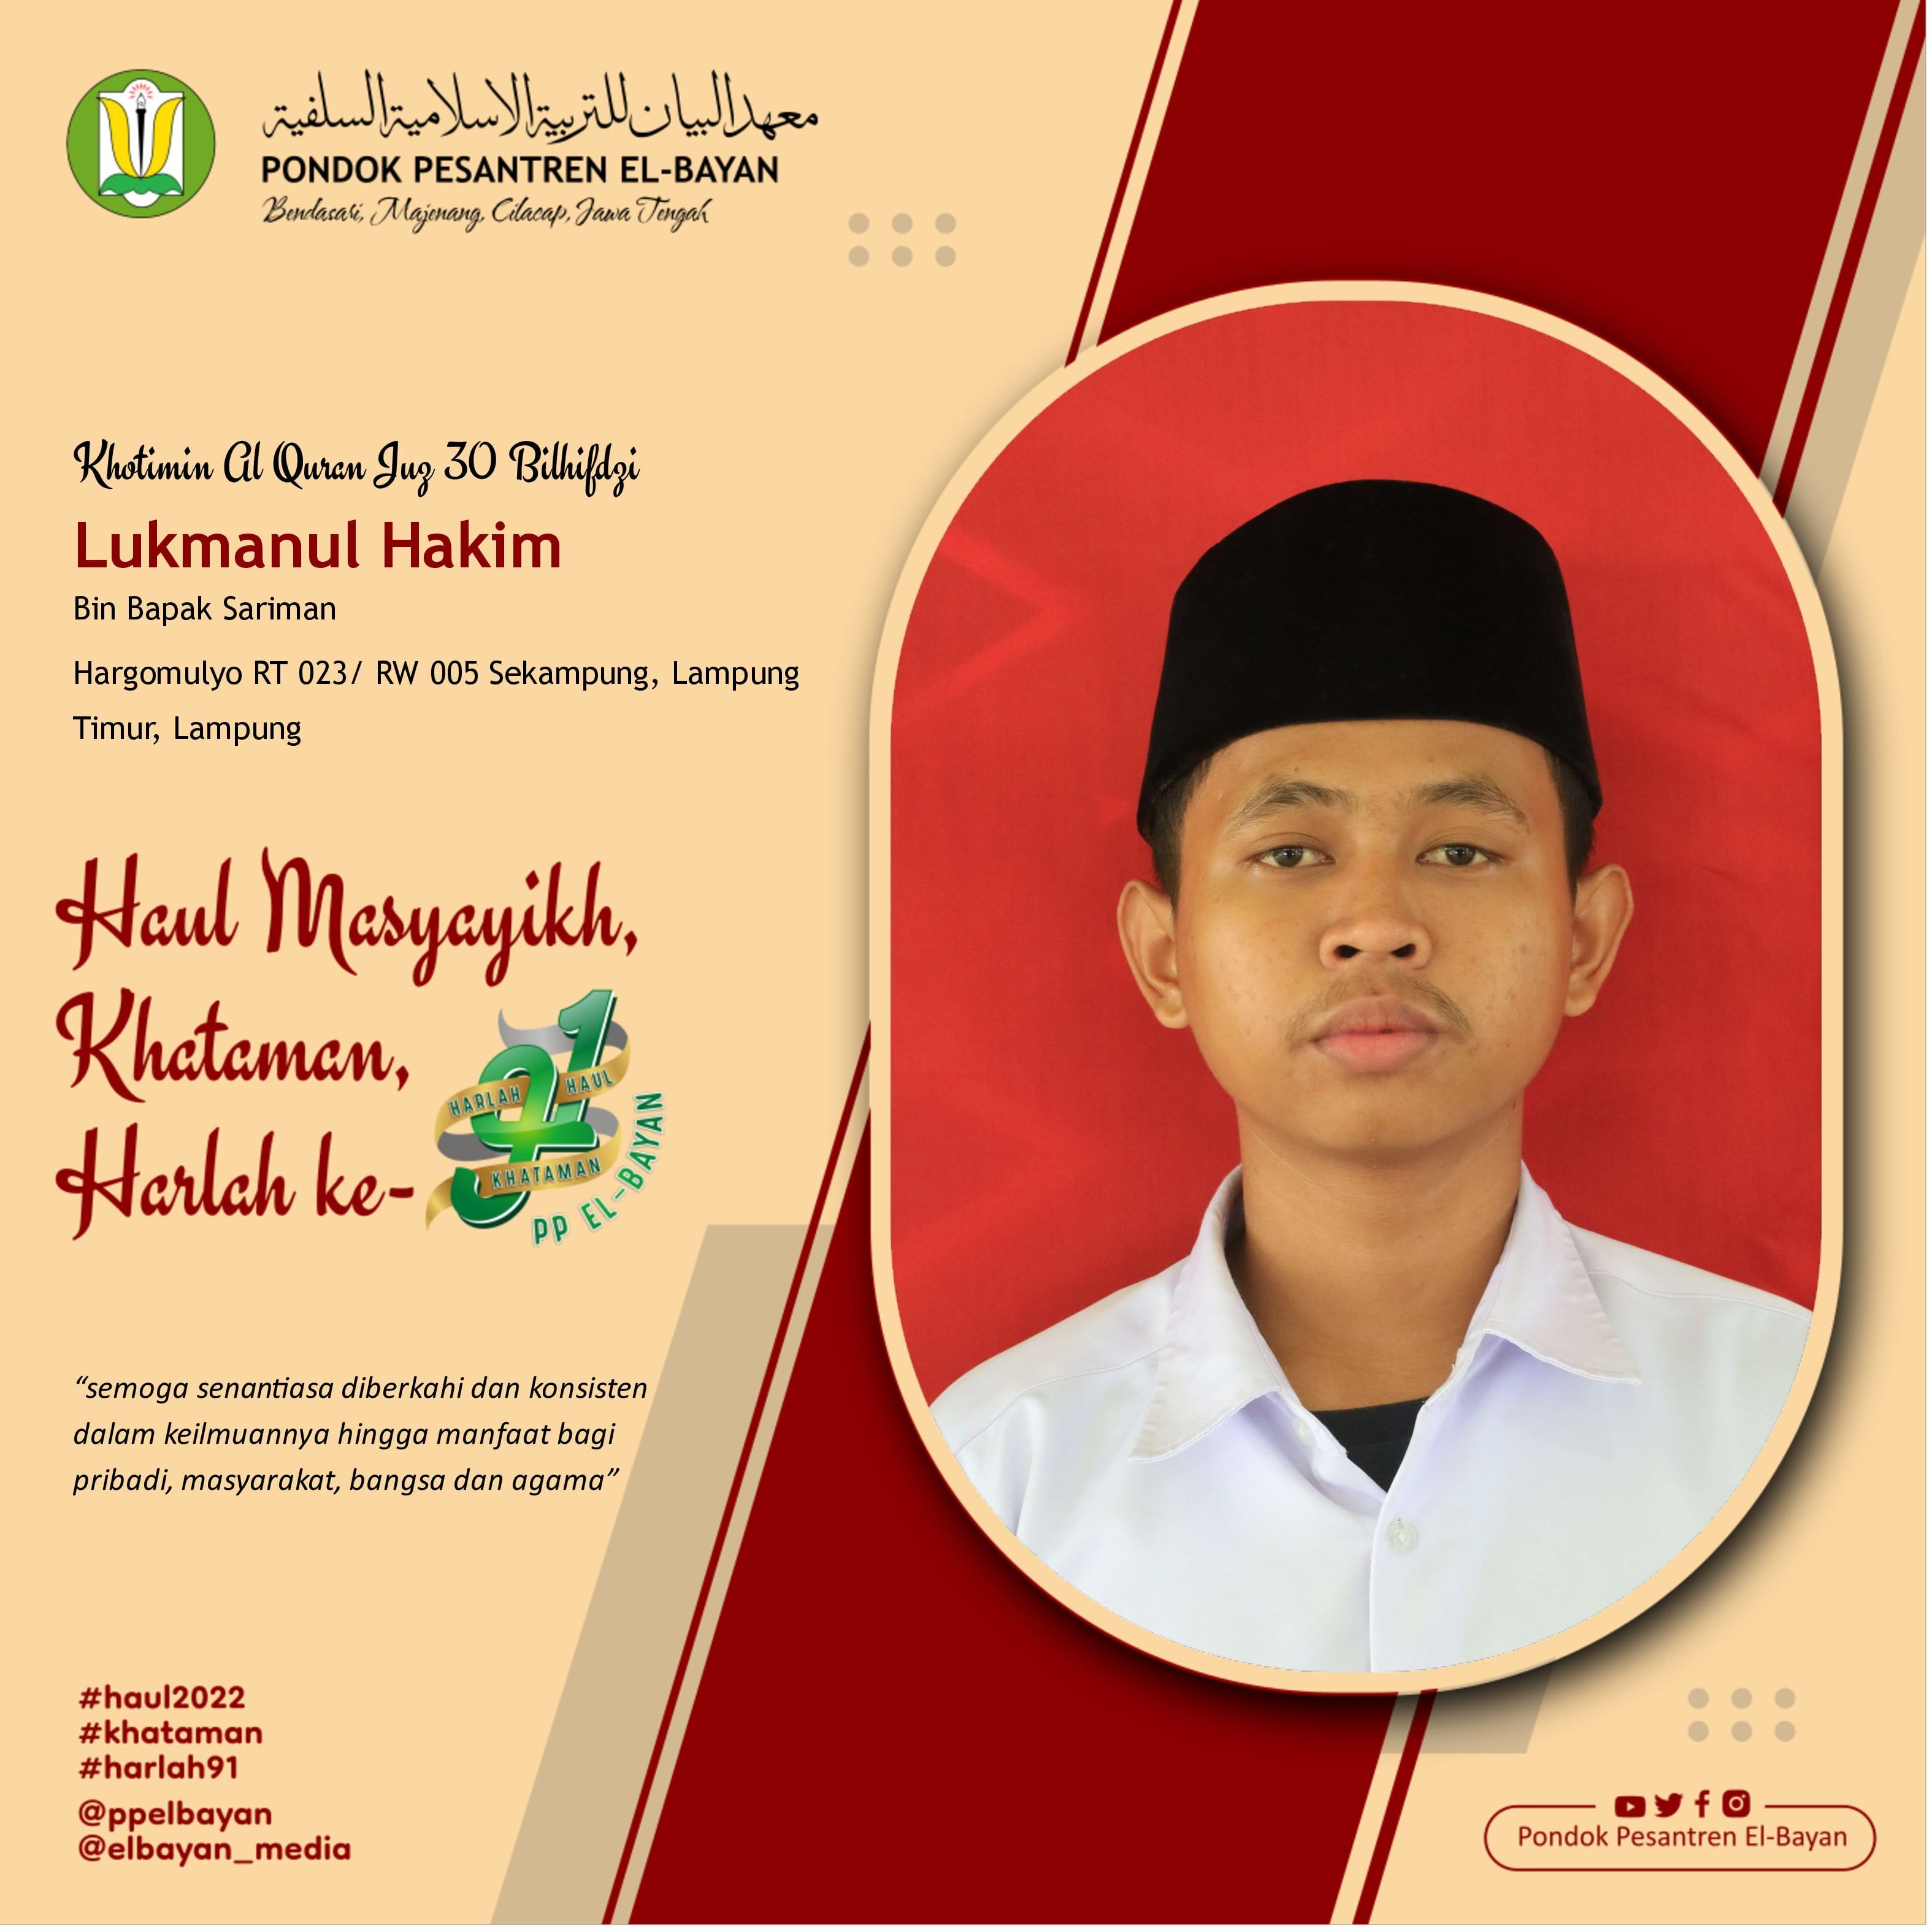 معهد البيان للتربية الاسلامية السلفية
PONDOK PESANTREN EL-BAYAN
Bendasari, Majenang, Cilacap, Jawa Tengah
Khotimin Al Quran Juz 30 Bilhifdzi
Lukmanul Hakim
Bin Bapak Sariman
Hargomulyo RT 023/ RW 005 Sekampung, Lampung
Timur, Lampung
Haul Masyayikh,
Khataman,
Harlah ke-
91
HARLAH HAUL
KHATAMAN
PP EL-BAYAN
“semoga senantiasa diberkahi dan konsisten
dalam keilmuannya hingga manfaat bagi
pribadi, masyarakat, bangsa dan agama”
#haul2022
#khataman
#harlah91
@ppelbayan
@elbayan_media
Pondok Pesantren El-Bayan